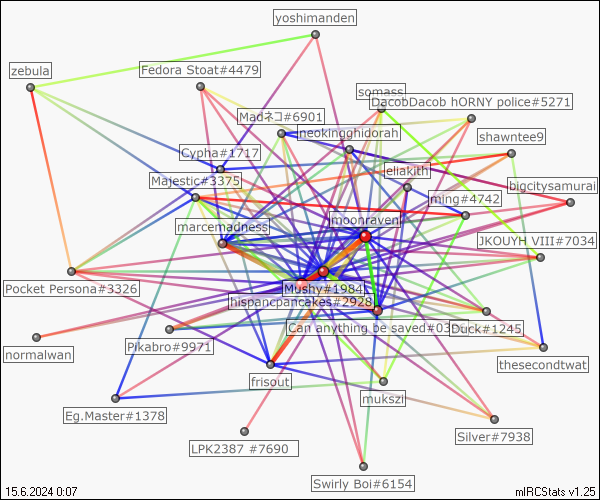 yoshimanden
zebula
Fedora Stoat#4479
somass
DacobDacob hORNY police#5271
Madネコ#6901
neokingghidorah
shawntee9
Cypha#1717
eliakith
Majestic#3375
bigcitysamurai
ming#4742
moonraven
marcemadness
JKOUYH VIII#7034
Pocket Persona#3326
Mushy#1984
hispancpancakes#2928
Can anything be saved#03
Duck#1245
Pikabro#9971
normalwan
thesecondtwat
frisout
mukszi
Eg.Master#1378
Silver#7938
LPK2387 #7690
Swirly Boi#6154
15.6.2024 0:07
mIRCStats v1.25